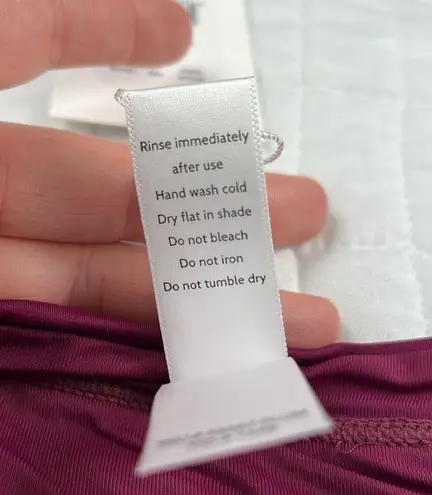 Rinse immediately
after use
Hand wash cold
Dry flat in shade
Do not bleach
Do not iron
Do not tumble dry